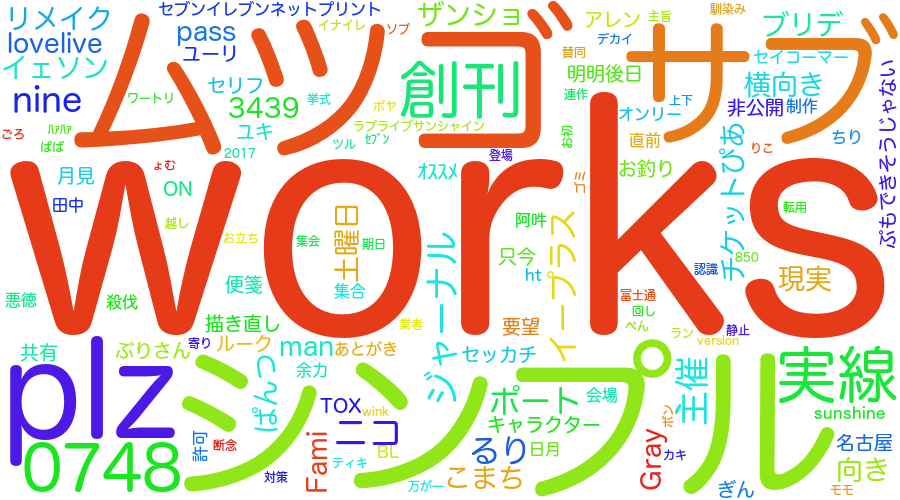 リメイク
セブンイレブンネットプリント
ザンショ
アレン
主旨
馴染み
ブリデ
lovelive
pass
イナイレ
ソプ
ユーリ
デカイ
セイコーマー
イェソン
セリフ
賛同
明明後日
横向き
nine
ワートリ
3439
挙式
ボヤ
創刊
連作
上下
オンリー
非公開
制作
ムツゴサブ
ごろ
ﾊｧﾊｧ
ばば
ユキ
ラブライブサンシャイン
ツル
ｾﾌﾞﾝ
お初
直前
ちり
2017
登場
りこ
ょむ
月見
ON
ｵｽｽﾒ
ゴミ
お釣り
チケットぴあ
ぷもできそうじゃない
田中
越し
works
転用
阿吽
お立ち
集会
土曜日
期日
只今
イープラス
850
認識
現実
ht
悪徳
殺伐
便箋
集合
ジャーナル
富士通
回し
描き直し
業者
要望
ぺん
ラン
静止
version
共有
ぷりさん
寄り
ルーク
man
あとがき
セッカチ
実線
plz
シンプル
余力
ぱんつ
ポート
会場
主催
sunshine
TOX
wink
キャラクター
ポン
0748
許可
断念
Fami
ニコ
BL
るり
日月
Gray
カキ
名古屋
対策
ティキ
万が一
こまち
ぎん
向き
モモ